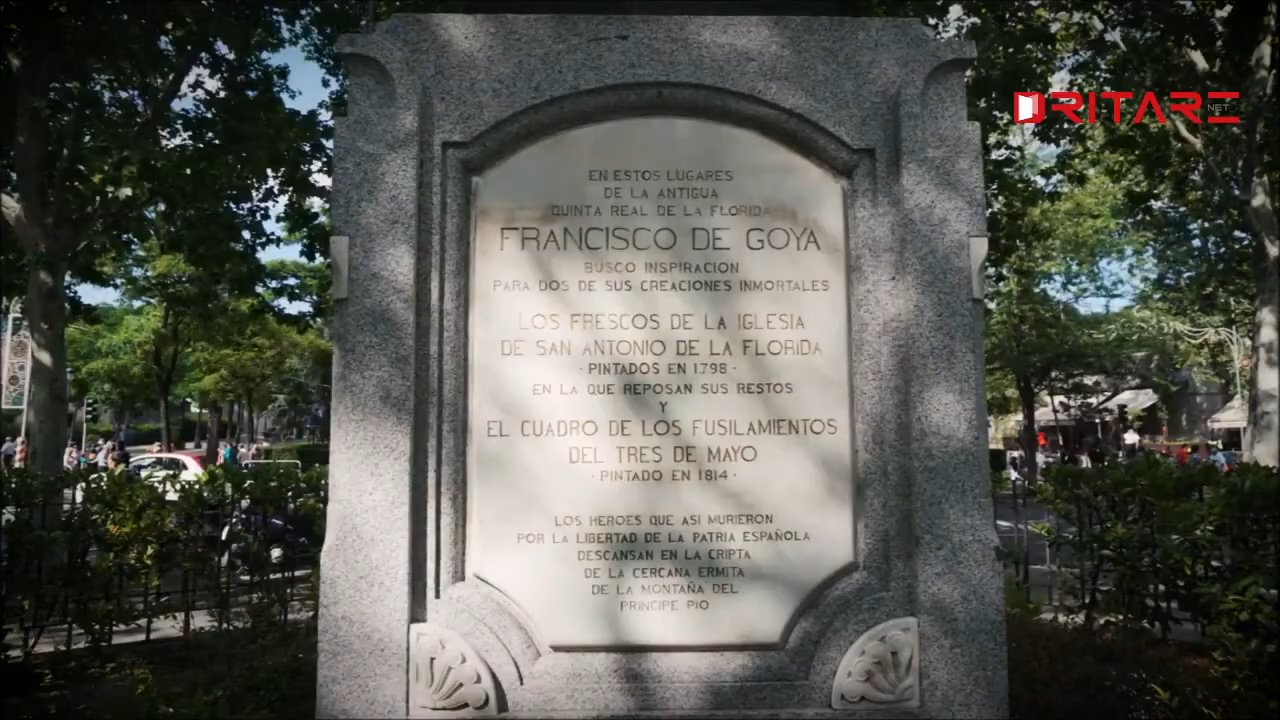 DRITARE
NET
EN ESTOS LUGARES
DE LA ANTIGUA
QUINTA REAL DE LA FLORIDA
FRANCISCO DE GOYA
BUSCO INSPIRACION
PARA DOS DE SUS CREACIONES INMORTALES
LOS FRESCOS DE LA IGLESIA
DE SAN ANTONIO DE LA FLORIDA
· PINTADOS EN 1798 ·
EN LA QUE REPOSAN SUS RESTOS
Y
EL CUADRO DE LOS FUSILAMIENTOS
DEL TRES DE MAYO
· PINTADO EN 1814 ·
LOS HEROES QUE ASI MURIERON
POR LA LIBERTAD DE LA PATRIA ESPAÑOLA
DESCANSAN EN LA CRIPTA
DE LA CERCANA ERMITA
DE LA MONTAÑA DEL
PRINCIPE PIO